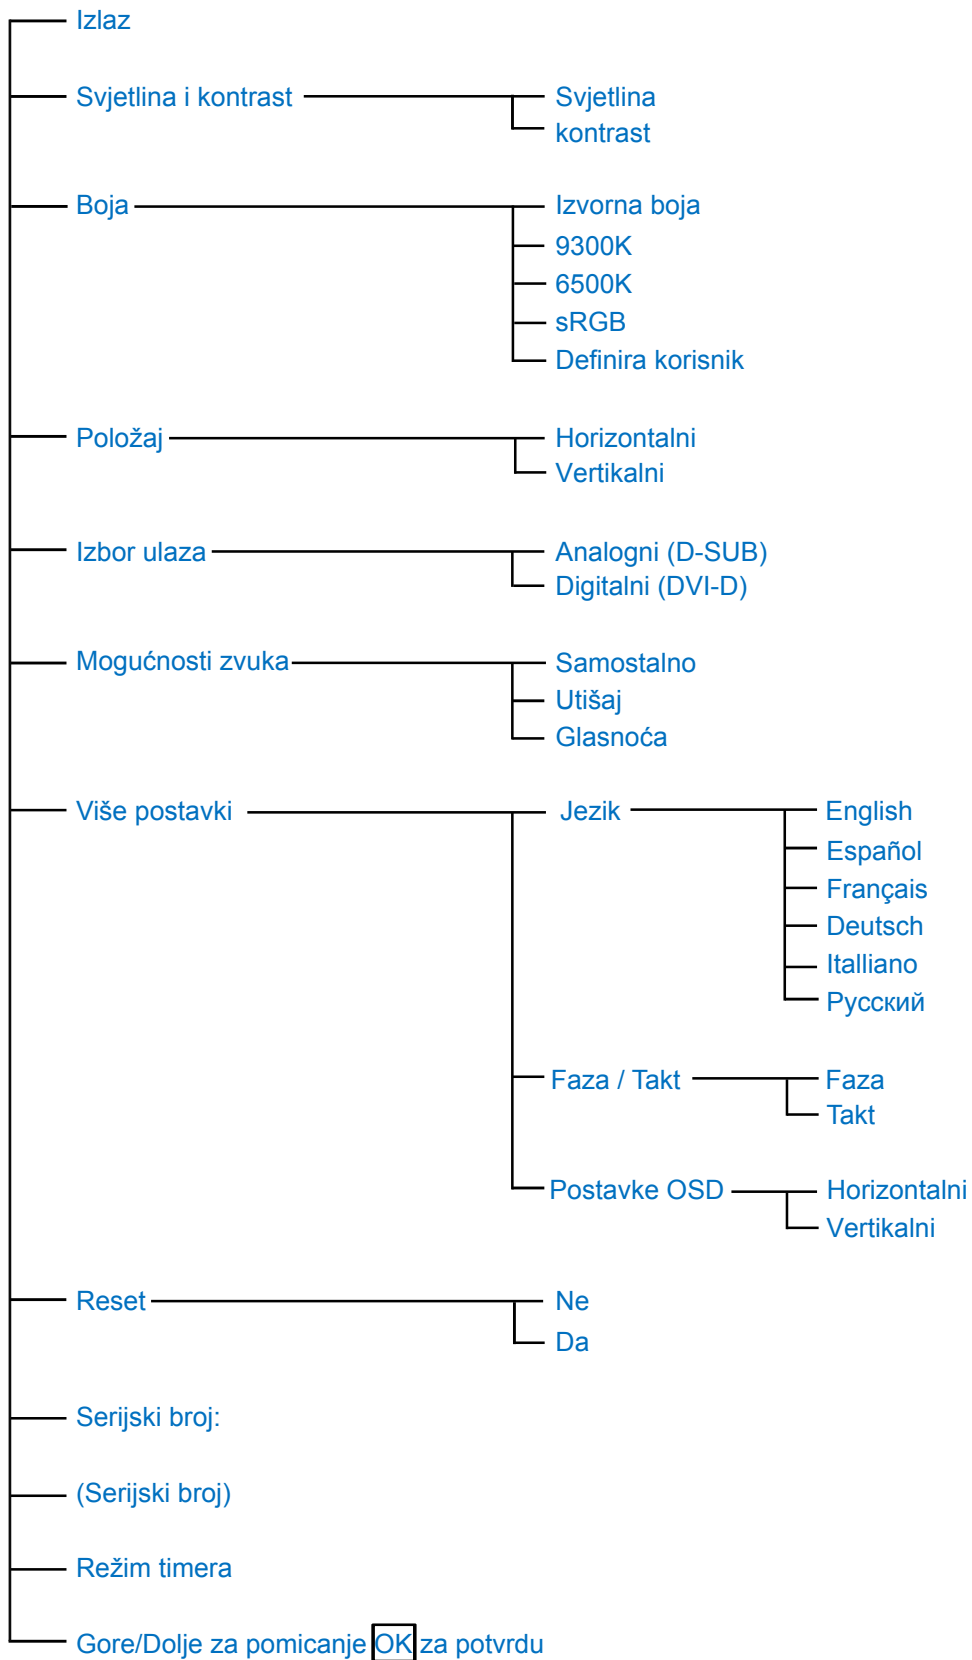 Izlaz
Svjetlina i kontrast
Svjetlina
kontrast
Boja
Izvorna boja
9300K
6500K
sRGB
Definira korisnik
Položaj
Horizontalni
Vertikalni
Izbor ulaza
Analogni (D-SUB)
Digitalni (DVI-D)
Mogućnosti zvuka
Samostalno
Utišaj
Glasnoća
Više postavki
Jezik
English
Español
Français
Deutsch
Italliano
Русский
Faza / Takt
Faza
Takt
Postavke OSD
Horizontalni
Vertikalni
Reset
Ne
Da
Serijski broj:
(Serijski broj)
Režim timera
Gore/Dolje za pomicanje OK za potvrdu